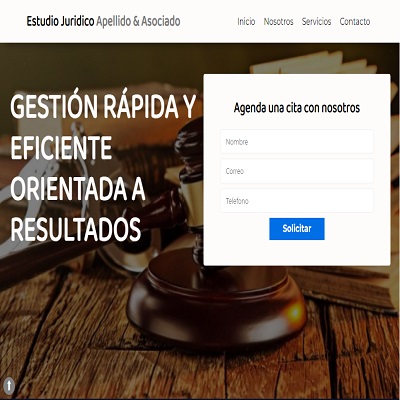 Estudio Juridico Apellido & Asociado
Inicio Nosotros Servicios Contacto
GESTIÓN RÁPIDA Y
EFICIENTE
ORIENTADA A
RESULTADOS
Agenda una cita con nosotros
Nombre
Correo
Telefono
Solicitar